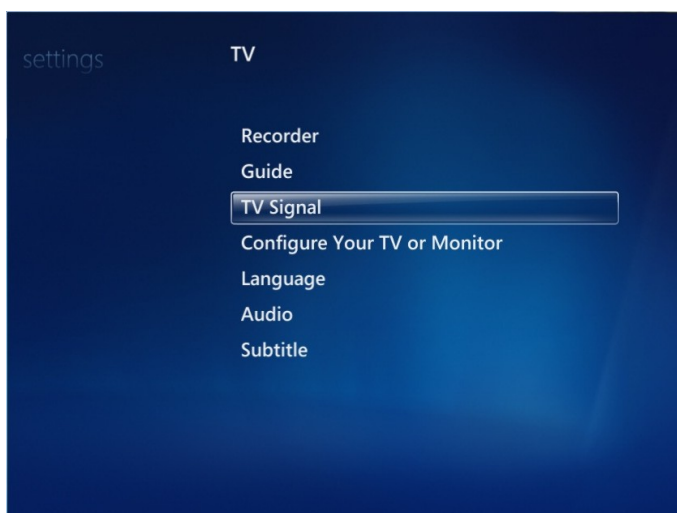 settings
TV
Recorder
Guide
TV Signal
Configure Your TV or Monitor
Language
Audio
Subtitle